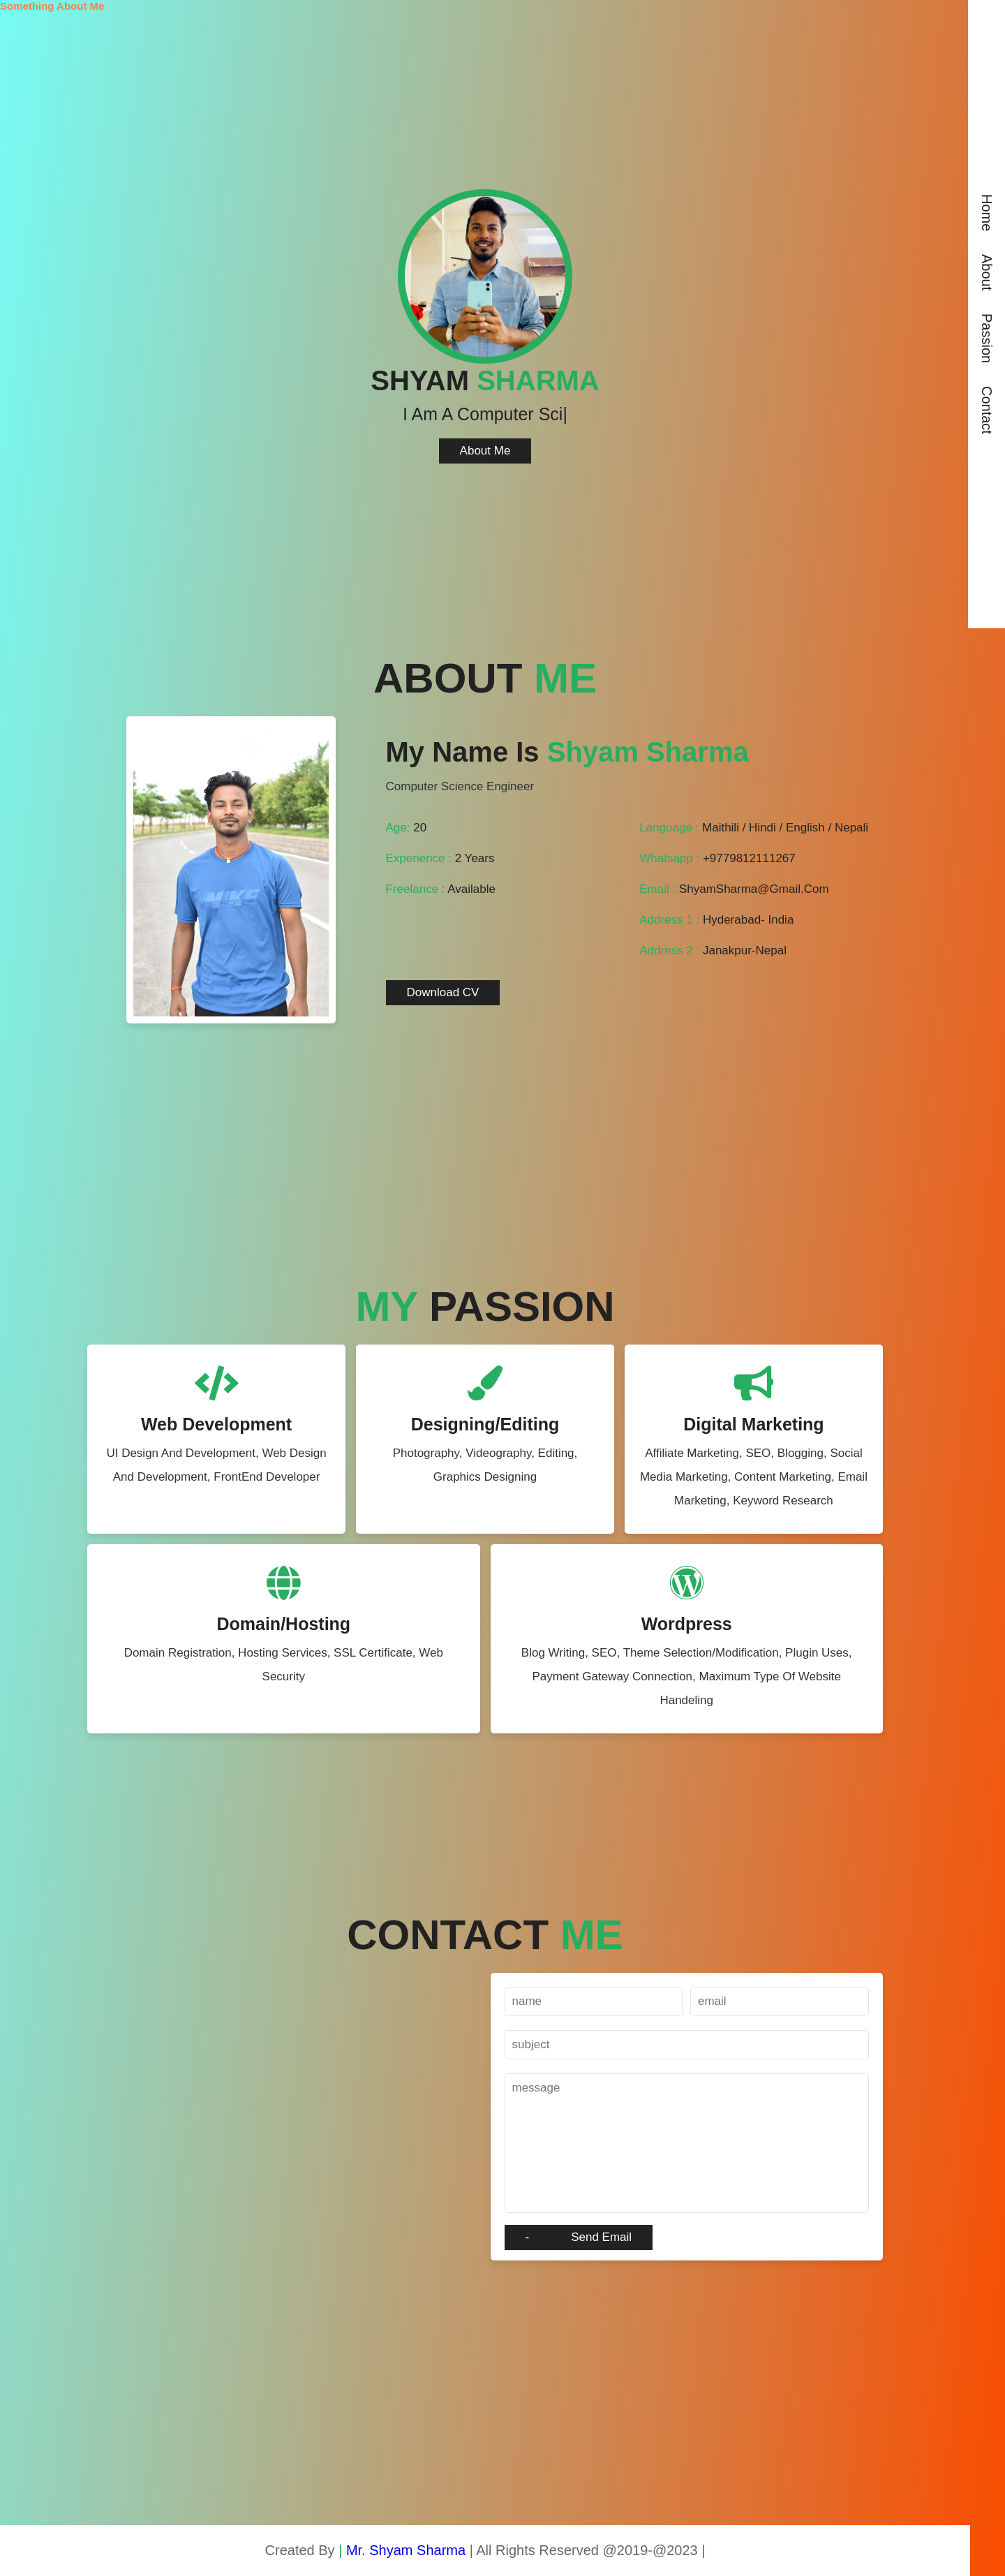 Something About Me
Home
About
Passion
Contact
SHYAM SHARMA
I Am A Computer Sci|
About Me
ABOUT ME
My Name Is Shyam Sharma
Computer Science Engineer
Age: 20
Experience : 2 Years
Freelance : Available
Language : Maithili / Hindi / English / Nepali
Whatsapp : +9779812111267
Email : ShyamSharma@Gmail.Com
Address 1 : Hyderabad- India
Address 2 : Janakpur-Nepal
Download CV
NIKE
MY PASSION
Web Development
UI Design And Development, Web Design
And Development, FrontEnd Developer
Designing/Editing
Photography, Videography, Editing,
Graphics Designing
Digital Marketing
Affiliate Marketing, SEO, Blogging, Social
Media Marketing, Content Marketing, Email
Marketing, Keyword Research
Domain/Hosting
Domain Registration, Hosting Services, SSL Certificate, Web
Security
Wordpress
Blog Writing, SEO, Theme Selection/Modification, Plugin Uses,
Payment Gateway Connection, Maximum Type Of Website
Handeling
CONTACT ME
name
email
subject
message
- Send Email
Created By | Mr. Shyam Sharma | All Rights Reserved @2019-@2023 |